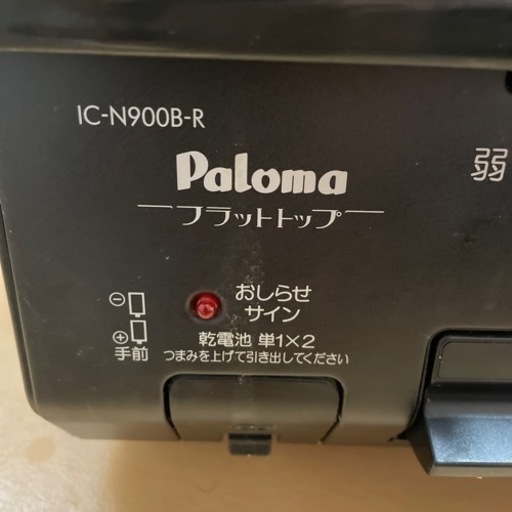 IC-N900B-R
Paloma
弱
フラットトップ
おしらせ
サイン
乾電池 単1×2
手前
つまみを上げて引き出してください